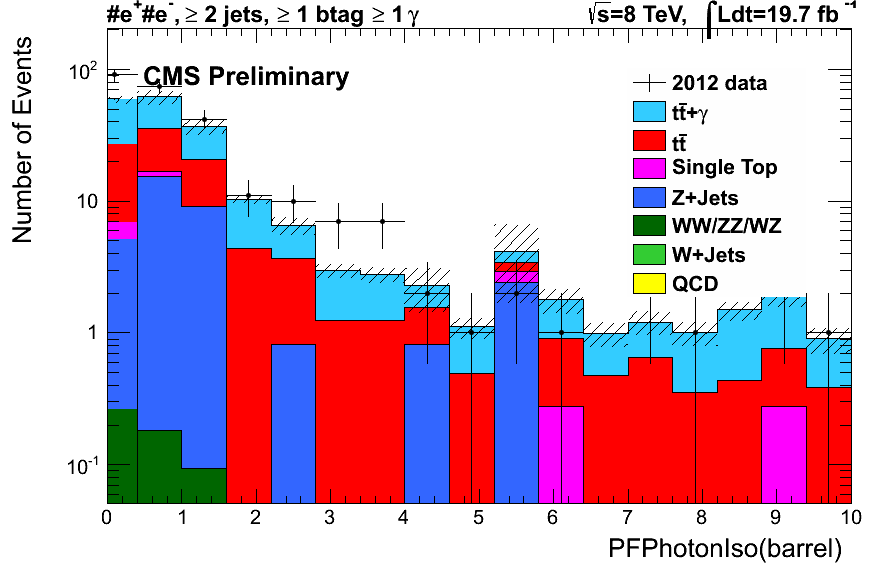 #e⁺#e⁻, ≥ 2 jets, ≥ 1 btag ≥ 1 γ √s=8 TeV, ∫Ldt=19.7 fb⁻¹
CMS Preliminary
Number of Events
10²
10
1
10⁻¹
2012 data
tt̄+γ
tt̄
Single Top
Z+Jets
WW/ZZ/WZ
W+Jets
QCD
0 1 2 3 4 5 6 7 8 9 10
PFPhotonIso(barrel)